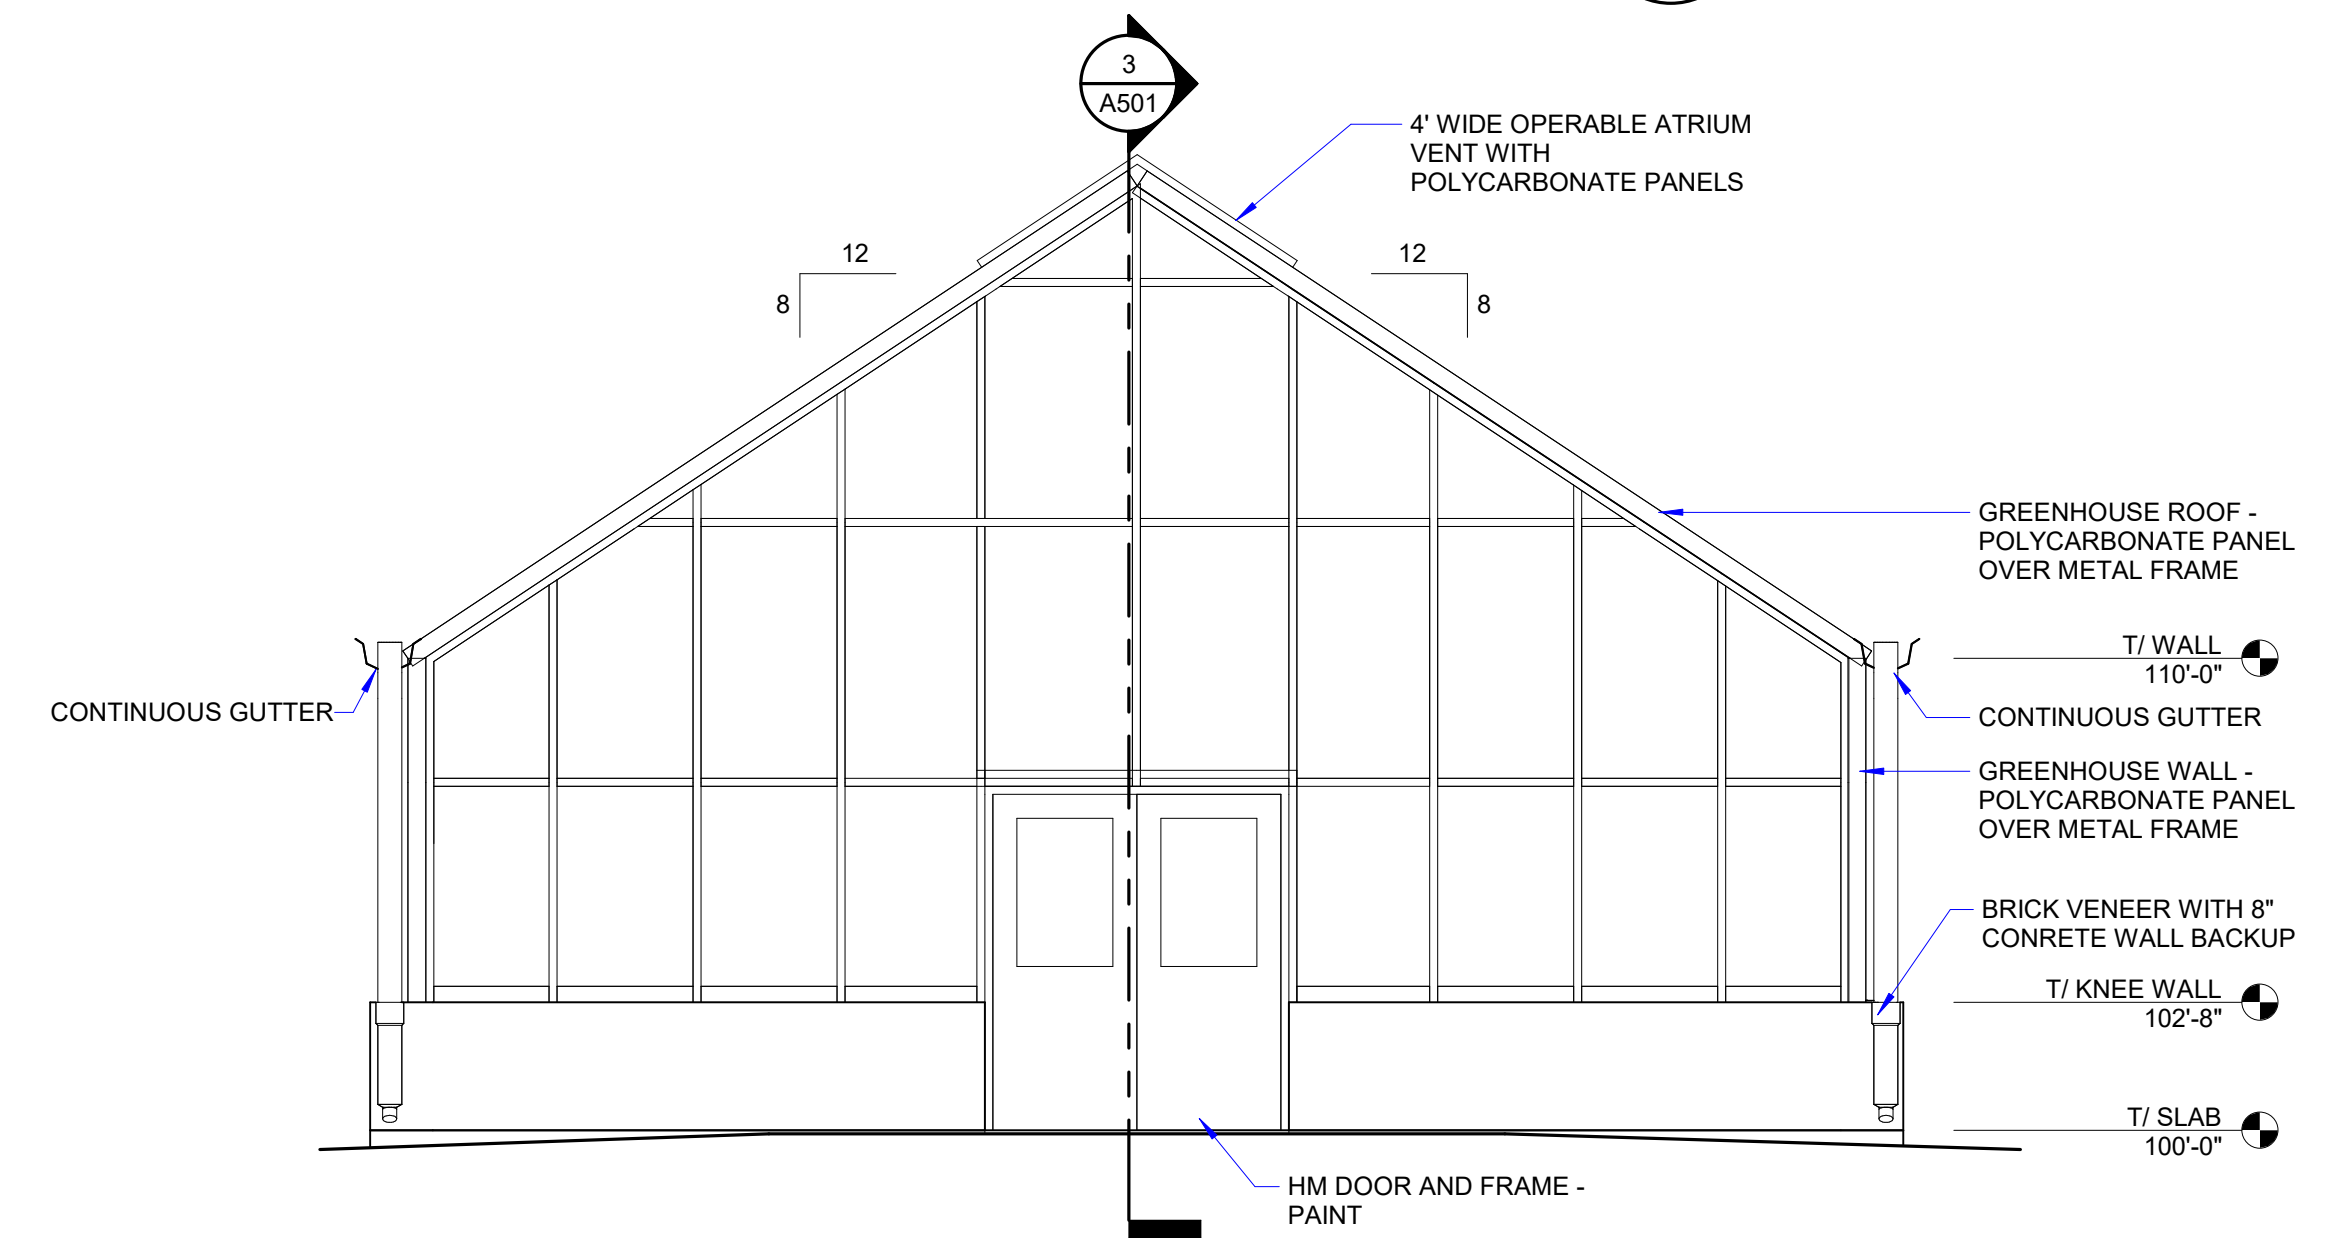 3
A501
4' WIDE OPERABLE ATRIUM
VENT WITH
POLYCARBONATE PANELS
12
8
12
8
GREENHOUSE ROOF -
POLYCARBONATE PANEL
OVER METAL FRAME
T/ WALL
110'-0"
CONTINUOUS GUTTER
CONTINUOUS GUTTER
GREENHOUSE WALL -
POLYCARBONATE PANEL
OVER METAL FRAME
BRICK VENEER WITH 8"
CONRETE WALL BACKUP
T/ KNEE WALL
102'-8"
T/ SLAB
100'-0"
HM DOOR AND FRAME -
PAINT